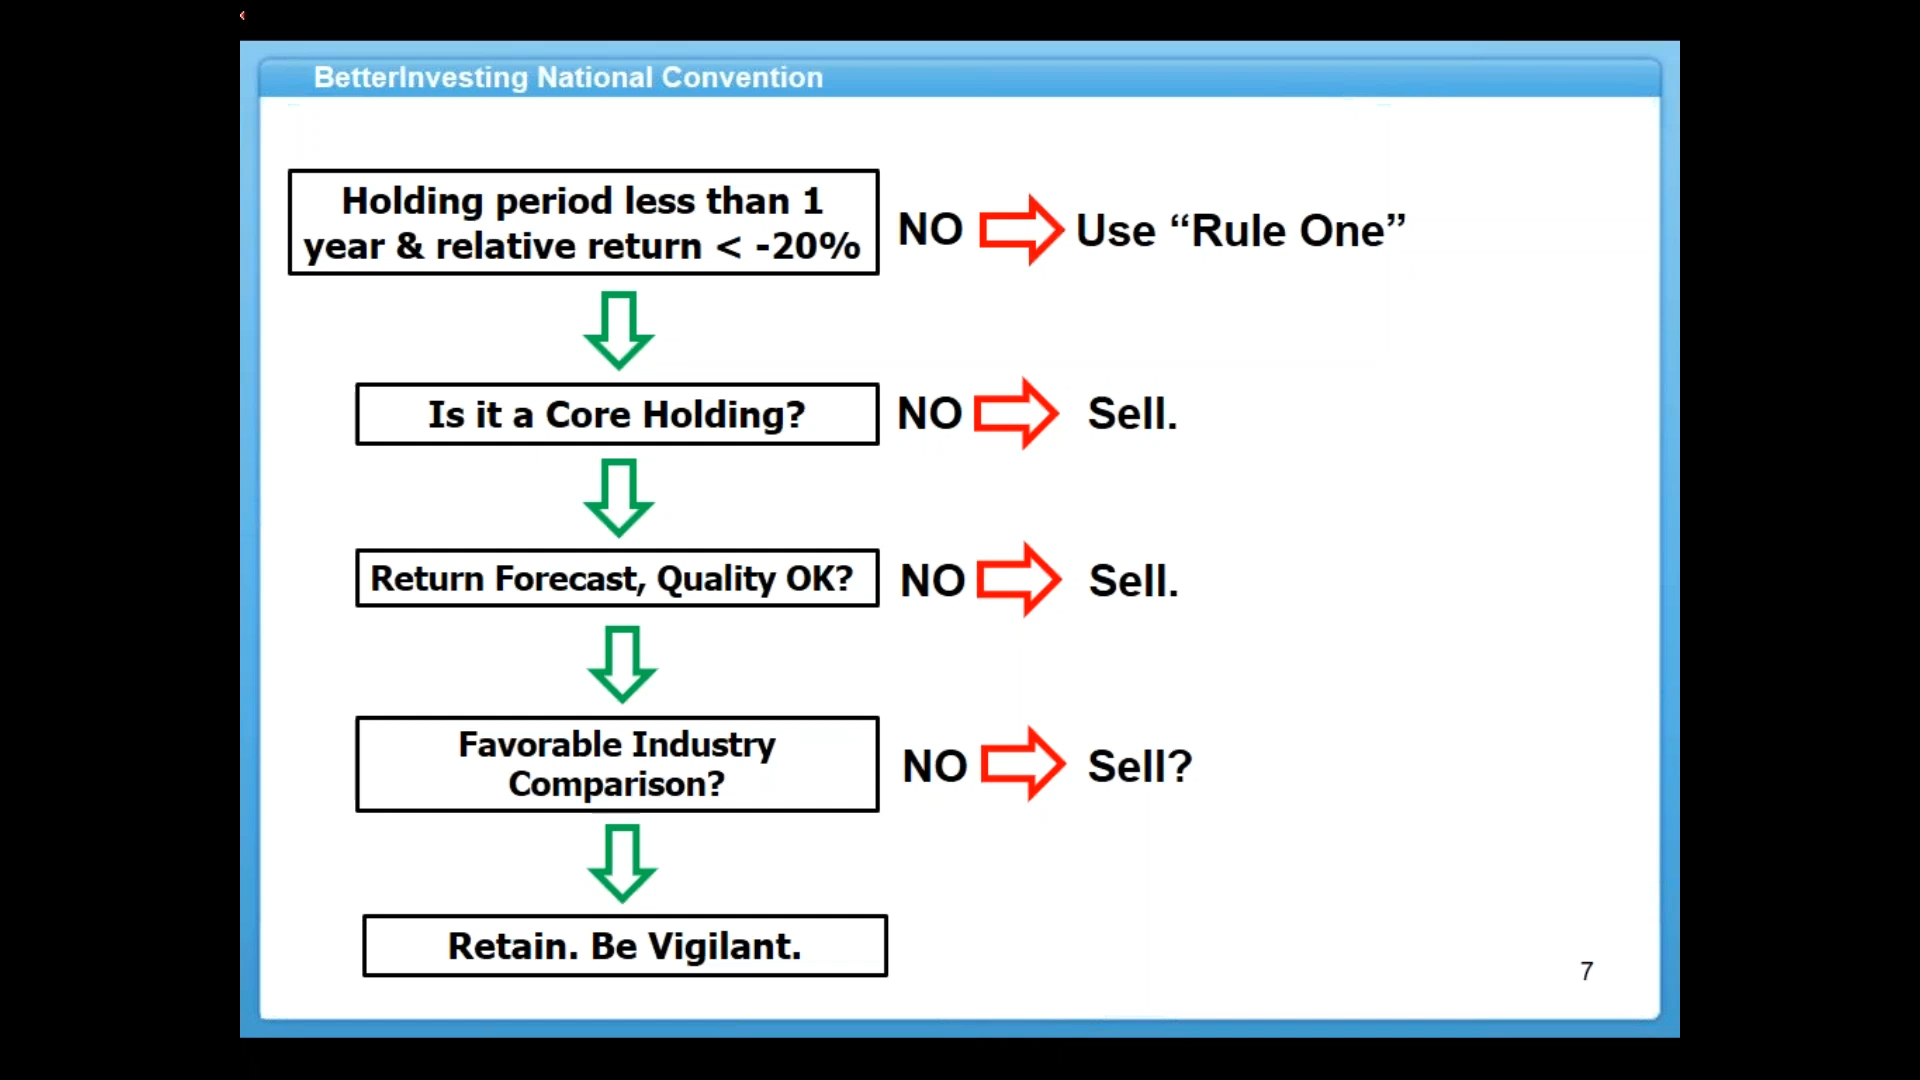 BetterInvesting National Convention
Holding period less than 1
year & relative return < -20%
NO
Use “Rule One”
Is it a Core Holding?
NO
Sell.
Return Forecast, Quality OK?
NO
Sell.
Favorable Industry
Comparison?
NO
Sell?
Retain. Be Vigilant.
7